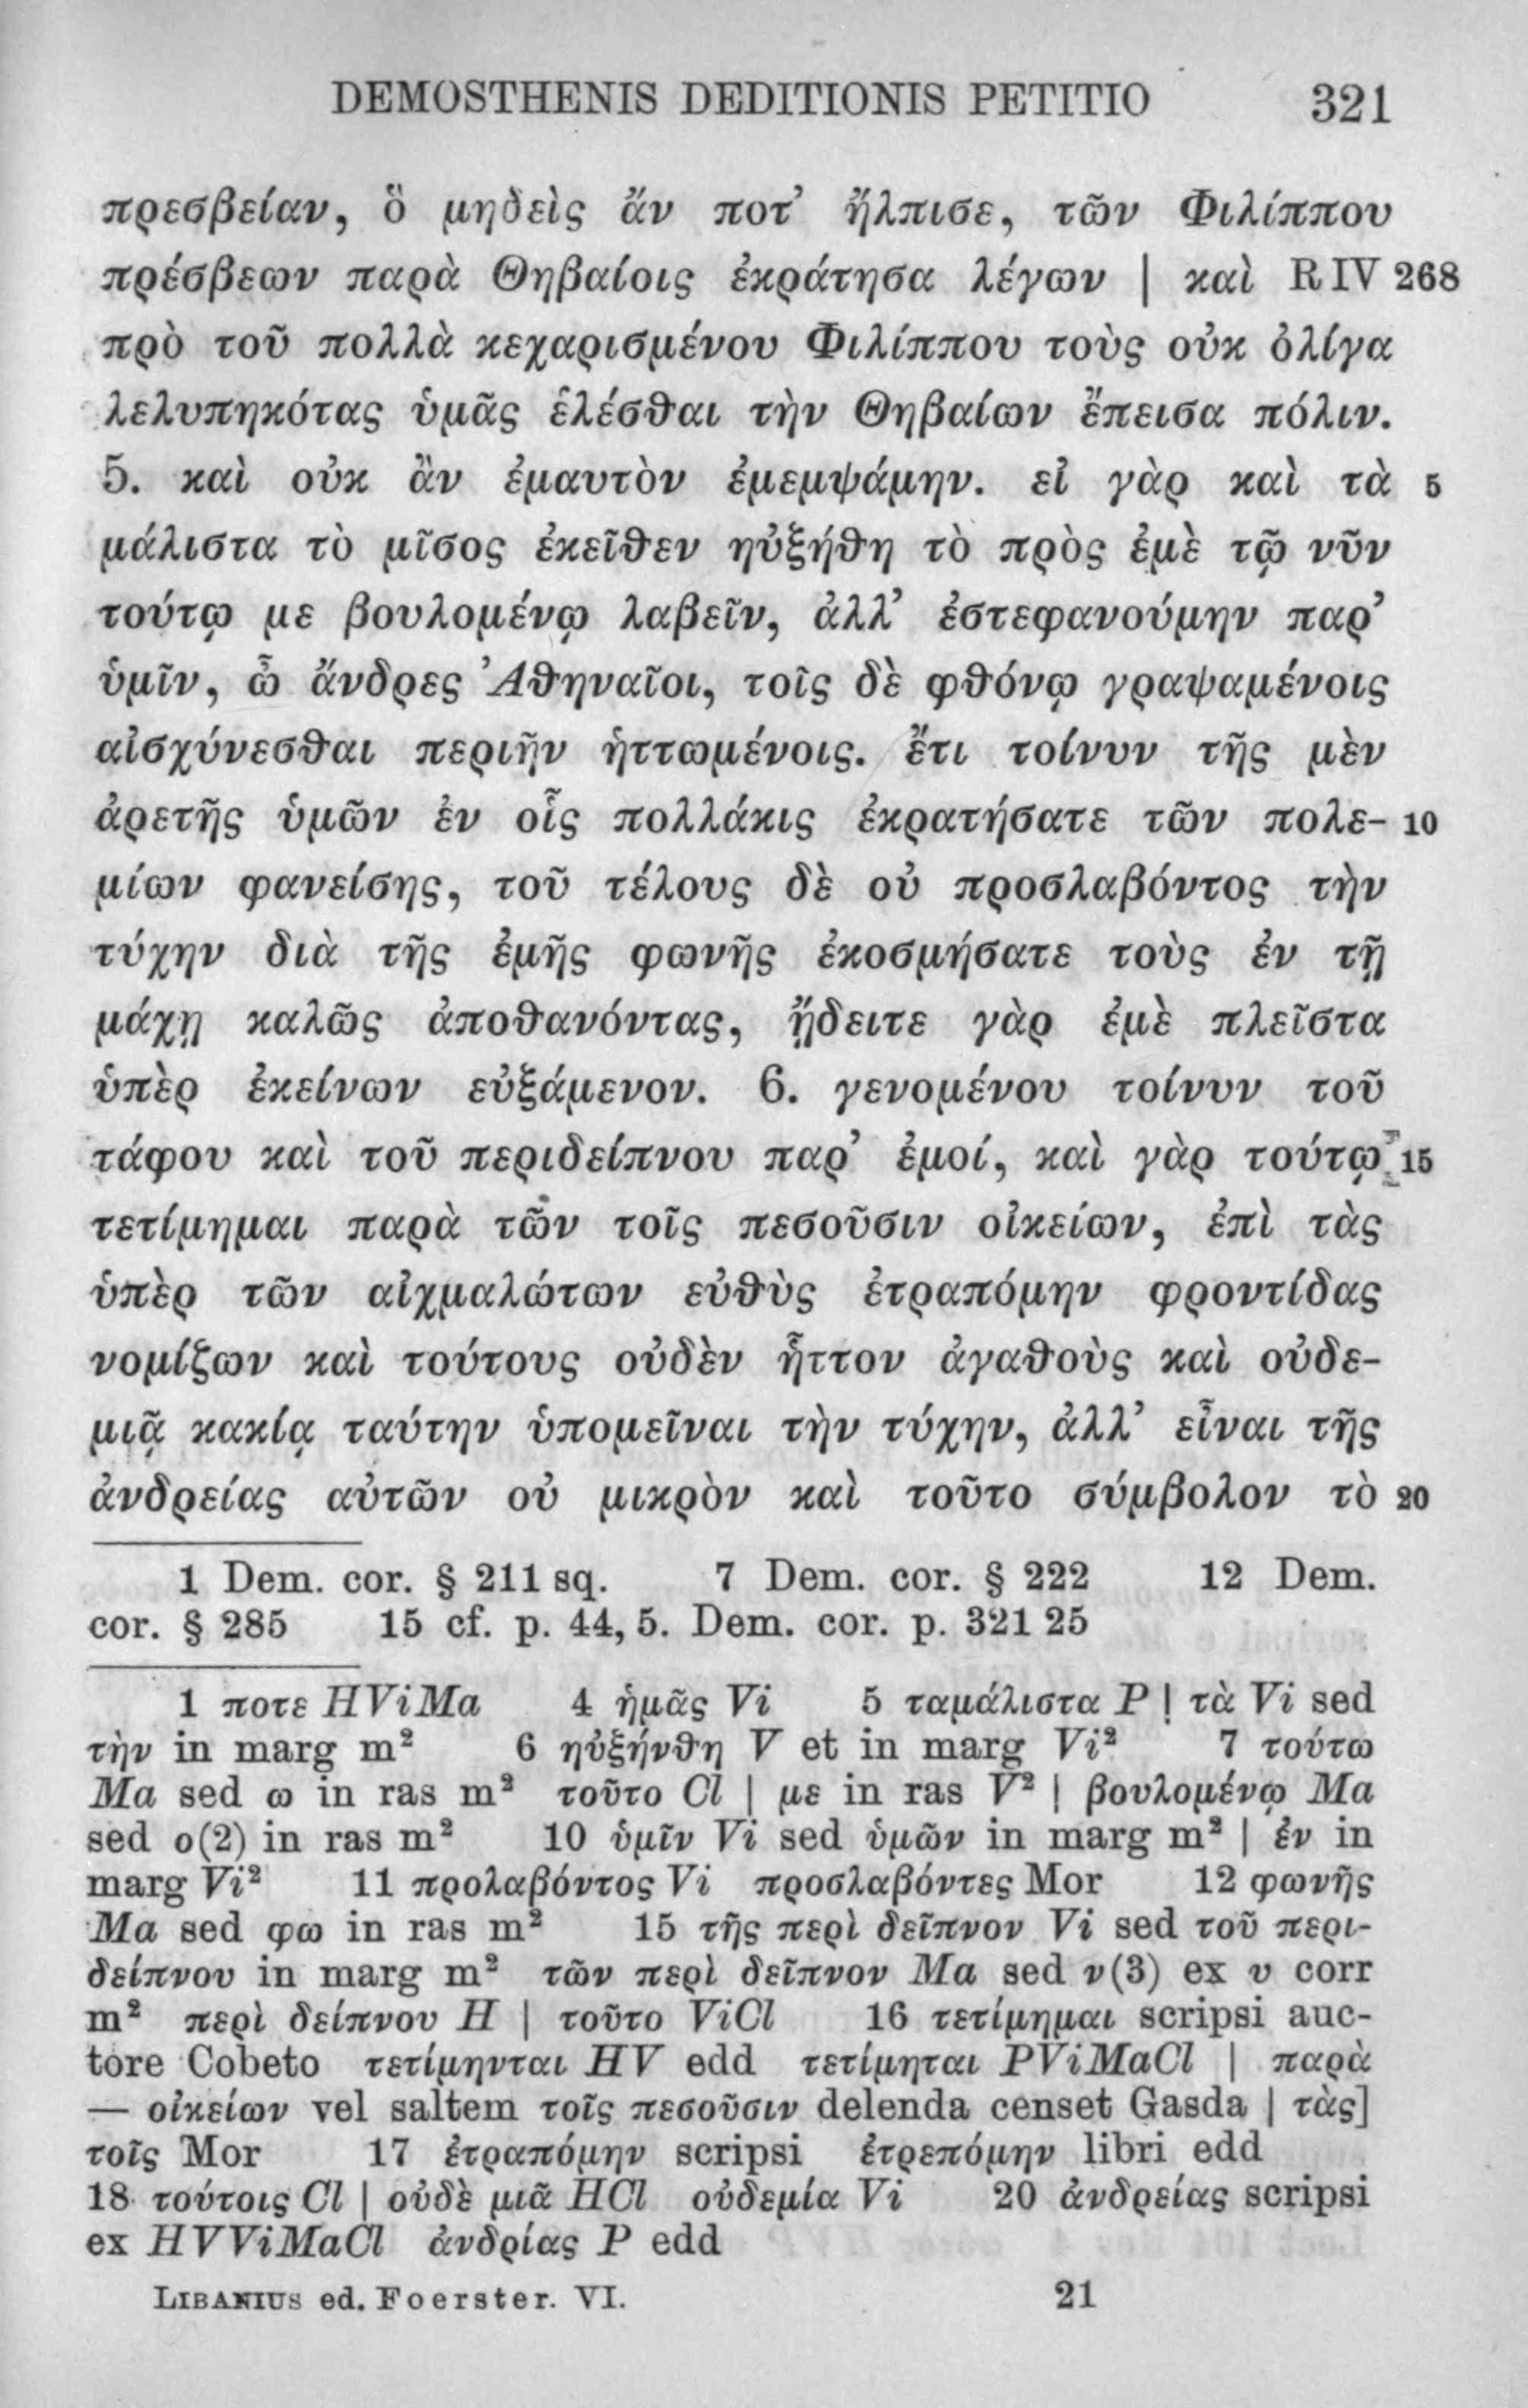 DEMOSTHENIS DEDITIONIS PETITIO 321
πρεσβείαν, ὃ μηδεὶς ἄν ποτ’ ἤλπισε, τῶν Φιλίππου
πρέσβεων παρὰ Θηβαίοις ἐκράτησα λέγων | καὶ R IV 268
πρὸ τοῦ πολλὰ κεχαρισμένου Φιλίππου τοὺς οὐκ ὀλίγα
λελυπηκότας ὑμᾶς ἑλέσθαι τὴν Θηβαίων ἔπεισα πόλιν.
5. καὶ οὐκ ἂν ἐμαυτὸν ἐμεμψάμην. εἰ γὰρ καὶ τὰ 5
μάλιστα τὸ μῖσος ἐκεῖθεν ηὐξήθη τὸ πρὸς ἐμὲ τῷ νῦν
τούτῳ με βουλομένῳ λαβεῖν, ἀλλ’ ἐστεφανούμην παρ’
ὑμῖν, ὦ ἄνδρες Ἀθηναῖοι, τοῖς δὲ φθόνῳ γραψαμένοις
αἰσχύνεσθαι περιῆν ἡττωμένοις. ἔτι τοίνυν τῆς μὲν
ἀρετῆς ὑμῶν ἐν οἷς πολλάκις ἐκρατήσατε τῶν πολε- 10
μίων φανείσης, τοῦ τέλους δὲ οὐ προσλαβόντος τὴν
τύχην διὰ τῆς ἐμῆς φωνῆς ἐκοσμήσατε τοὺς ἐν τῇ
μάχῃ καλῶς ἀποθανόντας, ᾔδειτε γὰρ ἐμὲ πλεῖστα
ὑπὲρ ἐκείνων εὐξάμενον. 6. γενομένου τοίνυν τοῦ
τάφου καὶ τοῦ περιδείπνου παρ’ ἐμοί, καὶ γὰρ τούτῳ 15
τετίμημαι παρὰ τῶν τοῖς πεσοῦσιν οἰκείων, ἐπὶ τὰς
ὑπὲρ τῶν αἰχμαλώτων εὐθὺς ἐτραπόμην φροντίδας
νομίζων καὶ τούτους οὐδὲν ἧττον ἀγαθοὺς καὶ οὐδε-
μιᾷ κακίᾳ ταύτην ὑπομεῖναι τὴν τύχην, ἀλλ’ εἶναι τῆς
ἀνδρείας αὐτῶν οὐ μικρὸν καὶ τοῦτο σύμβολον τὸ 20
1 Dem. cor. § 211 sq. 7 Dem. cor. § 222 12 Dem.
cor. § 285 15 cf. p. 44, 5. Dem. cor. p. 321 25
1 ποτε HViMa 4 ἡμᾶς Vi 5 ταμάλιστα P | τὰ Vi sed
τὴν in marg m² 6 ηὐξήνθη V et in marg Vi² 7 τούτω
Ma sed ω in ras m² τοῦτο Cl | με in ras V² | βουλομένῳ Ma
sed ο(2) in ras m² 10 ὑμῖν Vi sed ὑμῶν in marg m² | ἐν in
marg Vi² 11 προλαβόντος Vi προσλαβόντες Mor 12 φωνῆς
Ma sed φω in ras m² 15 τῆς περὶ δεῖπνον Vi sed τοῦ περι-
δείπνου in marg m² τῶν περὶ δεῖπνον Ma sed ν(3) ex υ corr
m² περὶ δείπνου H | τοῦτο ViCl 16 τετίμημαι scripsi auc-
tore Cobeto τετίμηνται HV edd τετίμηται PViMaCl | παρὰ
— οἰκείων vel saltem τοῖς πεσοῦσιν delenda censet Gasda | τὰς]
τοῖς Mor 17 ἐτραπόμην scripsi ἐτρεπόμην libri edd
18 τούτοις Cl | οὐδὲ μιᾶ HCl οὐδεμία Vi 20 ἀνδρείας scripsi
ex HVViMaCl ἀνδρίας P edd
LIBANIUS ed. Foerster. VI. 21